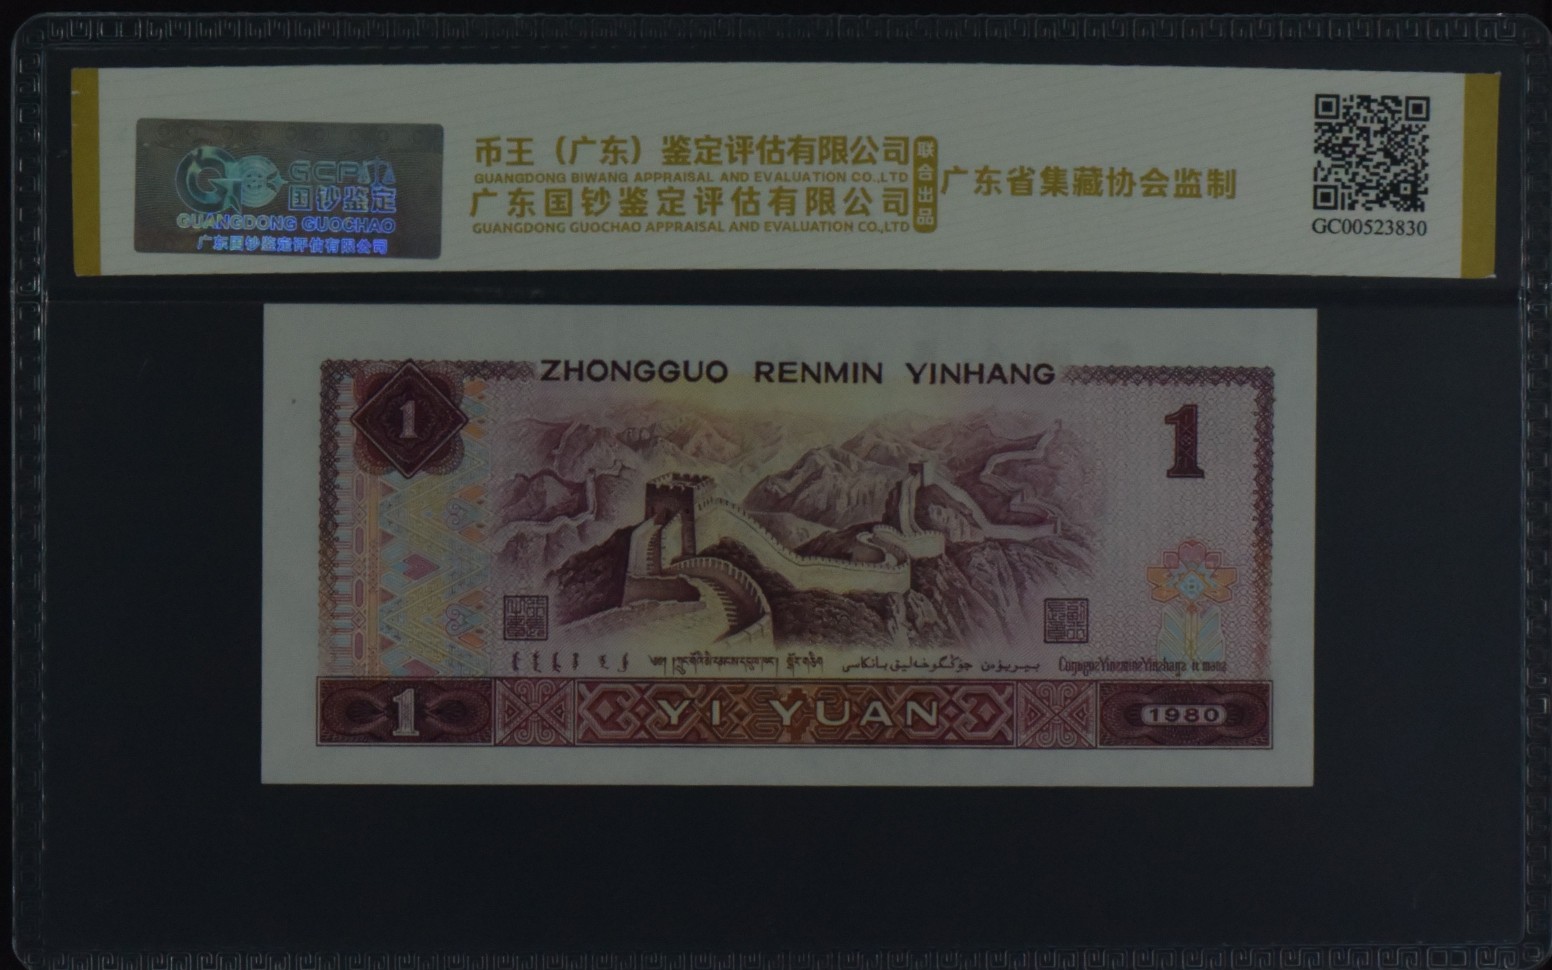 GCP
国钞鉴定
GUANGDONG GUOCHAO
广东国钞鉴定评估有限公司
币王（广东）鉴定评估有限公司
GUANGDONG BIWANG APPRAISAL AND EVALUATION CO.,LTD
广东国钞鉴定评估有限公司
GUANGDONG GUOCHAO APPRAISAL AND EVALUATION CO.,LTD
联合出品
广东省集藏协会监制
GC00523830
ZHONGGUO RENMIN YINHANG
1
1
1
YI YUAN
1980